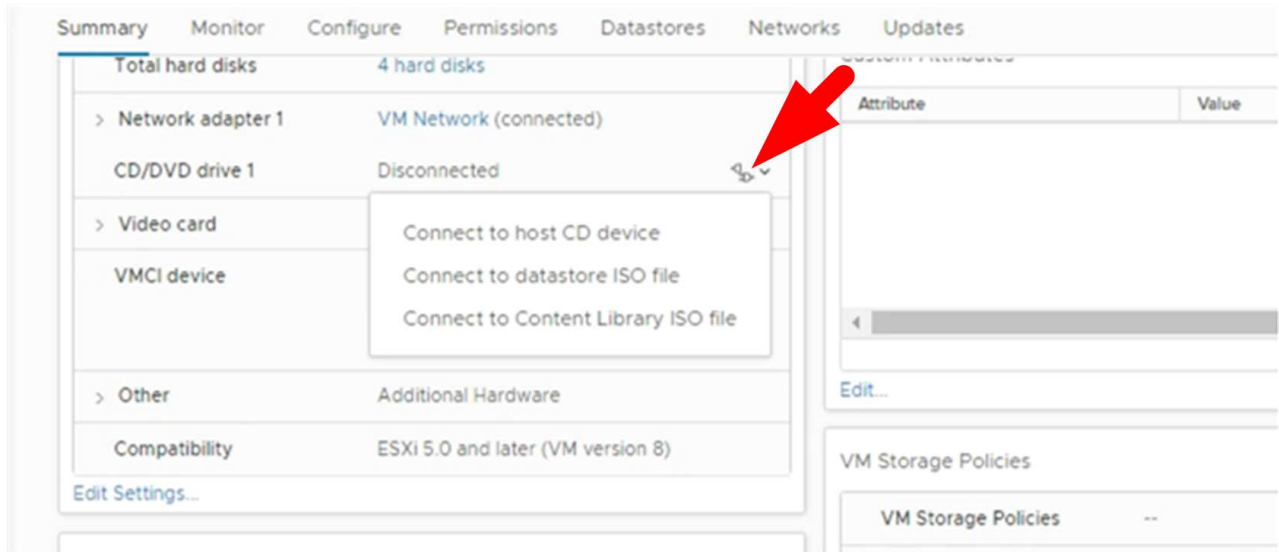 Summary Monitor Configure Permissions Datastores Networks Updates
Total hard disks 4 hard disks
Network adapter 1 VM Network (connected)
CD/DVD drive 1 Disconnected
Video card
Connect to host CD device
VMCI device
Connect to datastore ISO file
Connect to Content Library ISO file
Other Additional Hardware
Compatibility ESXi 5.0 and later (VM version 8)
Edit Settings...
Custom Attributes
Attribute Value
Edit...
VM Storage Policies
VM Storage Policies --